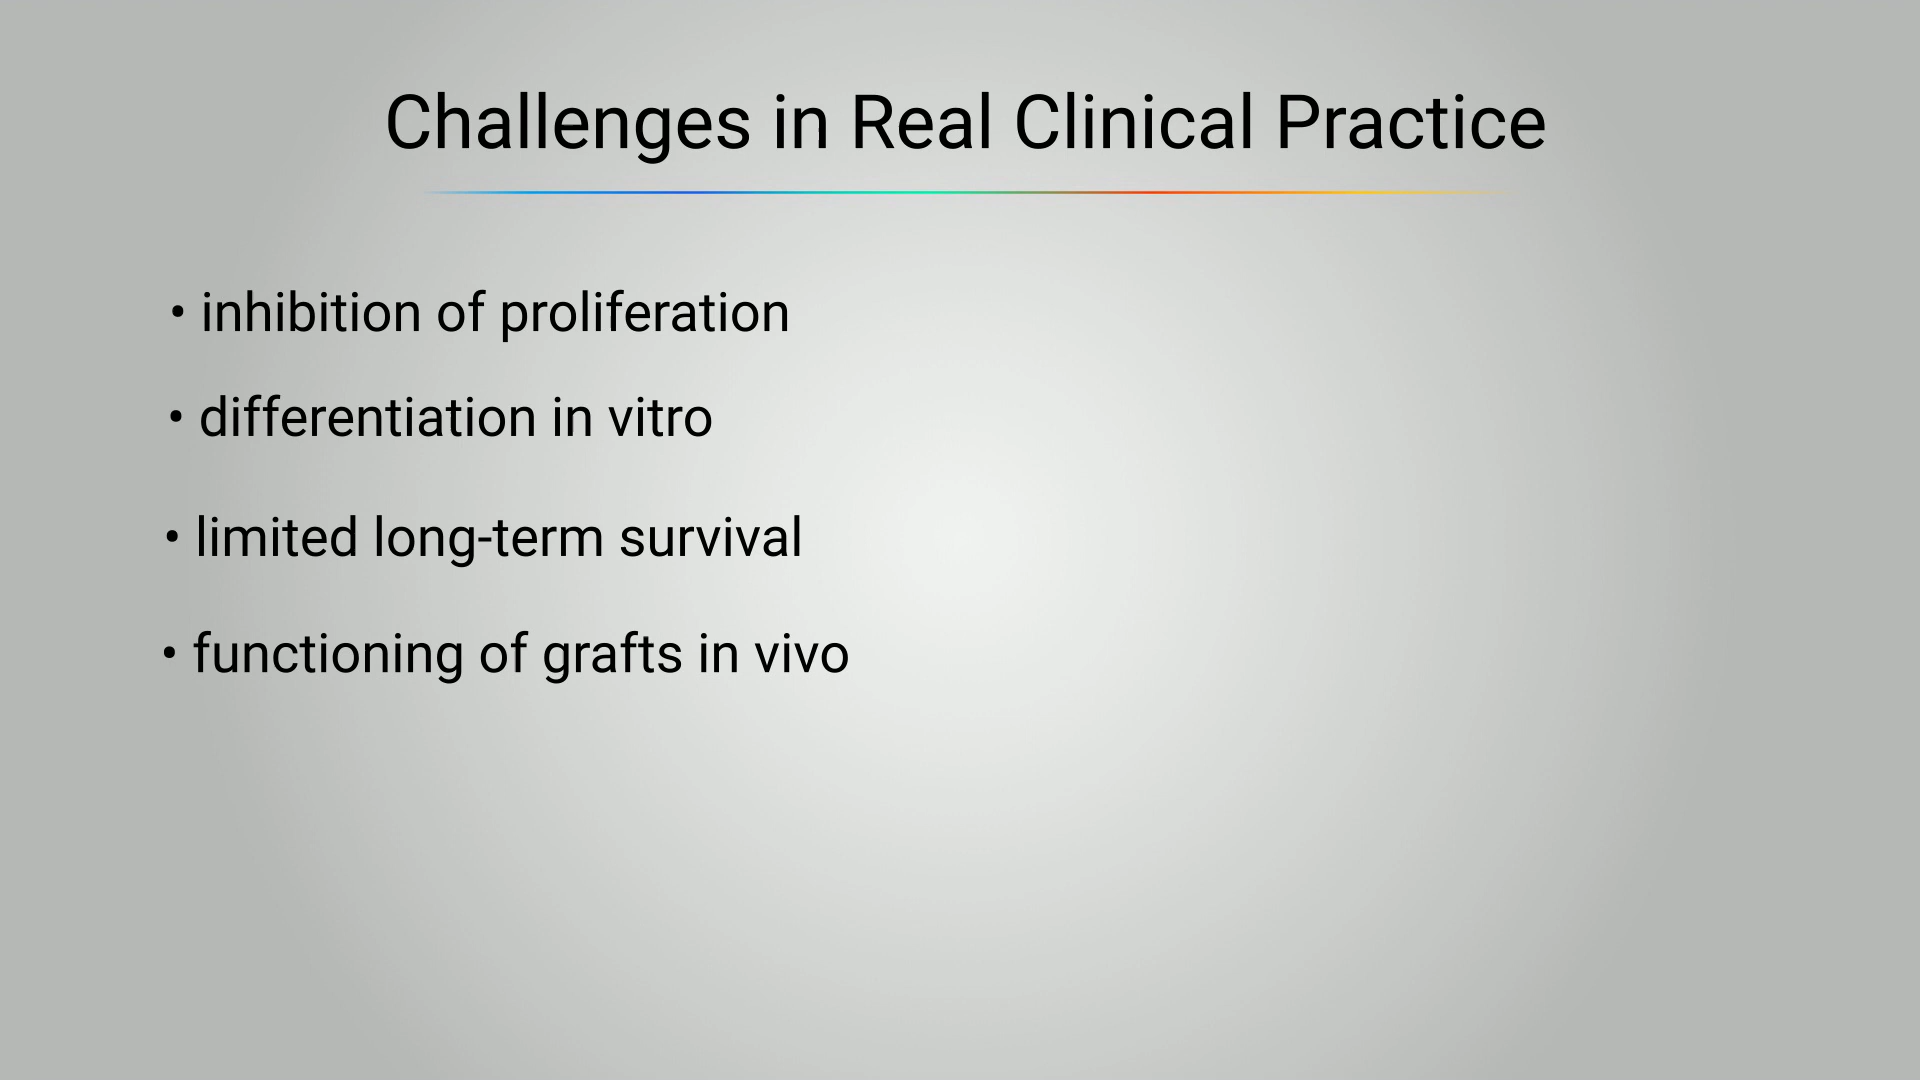 Challenges in Real Clinical Practice
• inhibition of proliferation
• differentiation in vitro
• limited long-term survival
• functioning of grafts in vivo